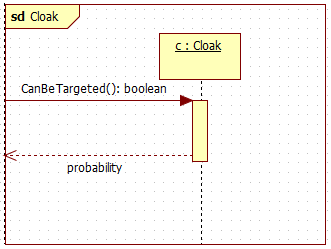 sd Cloak
c : Cloak
CanBeTargeted(): boolean
probability